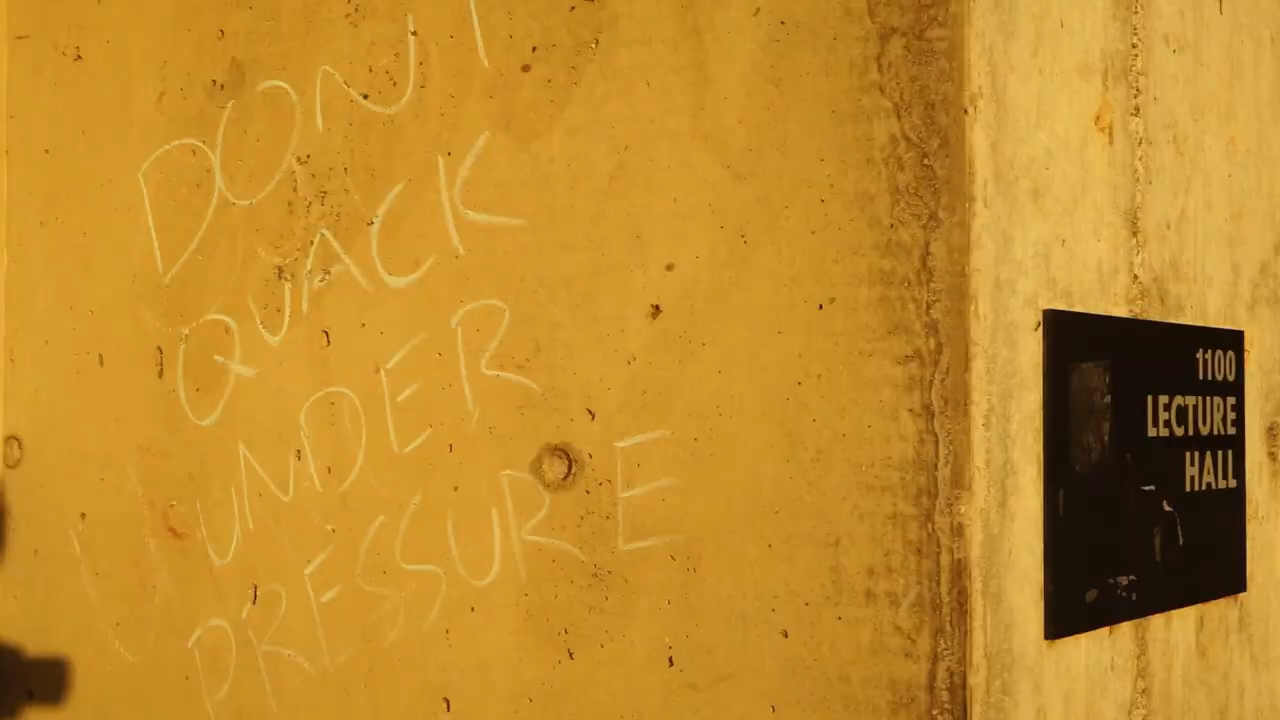 DON'T
QUACK
UNDER
PRESSURE
1100
LECTURE
HALL